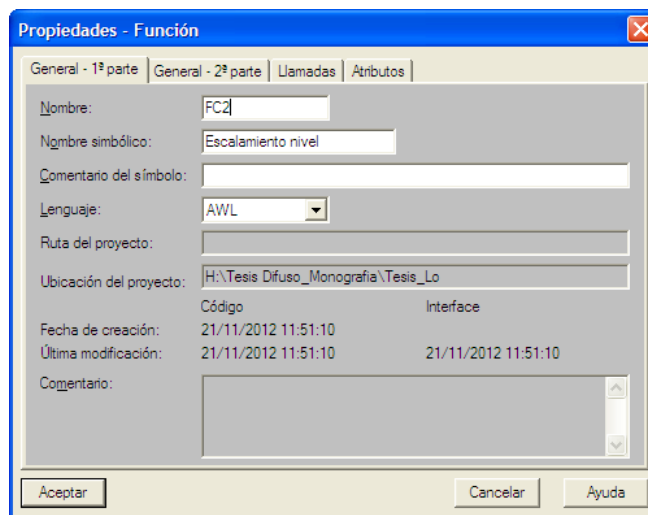 Propiedades - Función
General - 1ª parte General - 2ª parte Llamadas Atributos
Nombre: FC2
Nombre simbólico: Escalamiento nivel
Comentario del símbolo:
Lenguaje: AWL
Ruta del proyecto:
Ubicación del proyecto: H:\Tesis Difuso_Monografia\Tesis_Lo
Código Interface
Fecha de creación: 21/11/2012 11:51:10
Última modificación: 21/11/2012 11:51:10 21/11/2012 11:51:10
Comentario:
Aceptar Cancelar Ayuda